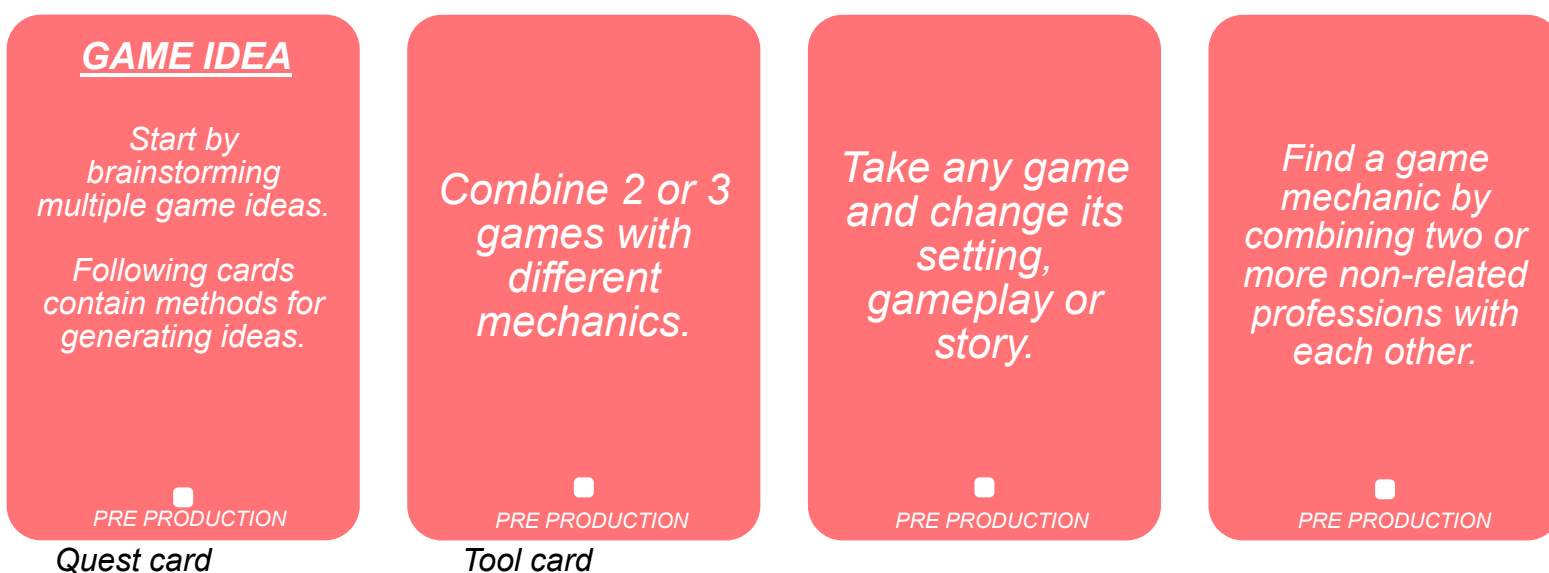 GAME IDEA
Start by
brainstorming
multiple game ideas.
Following cards
contain methods for
generating ideas.
PRE PRODUCTION
Quest card
Combine 2 or 3
games with
different
mechanics.
PRE PRODUCTION
Tool card
Take any game
and change its
setting,
gameplay or
story.
PRE PRODUCTION
Find a game
mechanic by
combining two or
more non-related
professions with
each other.
PRE PRODUCTION